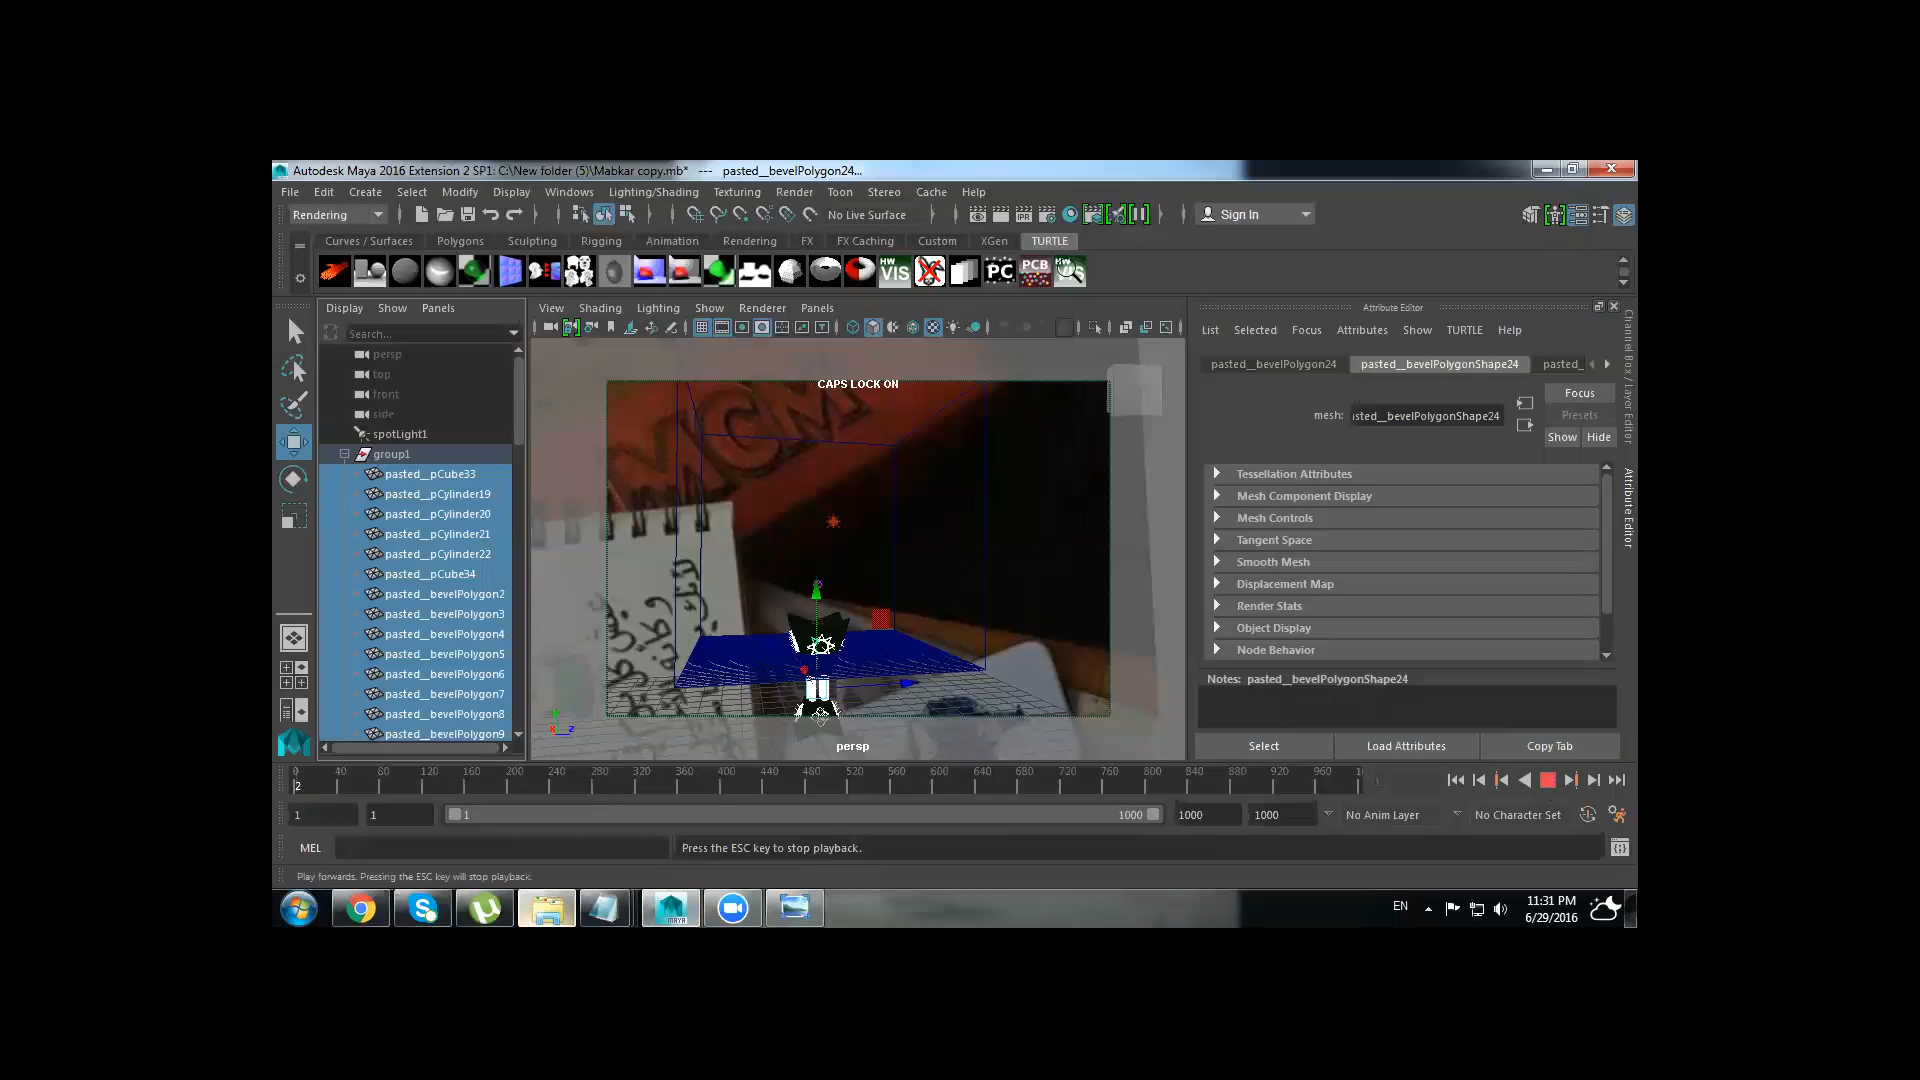 Autodesk Maya 2016 Extension 2 SP1: C:\New folder (5)\Mabkar copy.mb* --- pasted__bevelPolygon24...
File Edit Create Select Modify Display Windows Lighting/Shading Texturing Render Toon Stereo Cache Help
Rendering No Live Surface IPR Sign In
Curves / Surfaces Polygons Sculpting Rigging Animation Rendering FX FX Caching Custom XGen TURTLE
HW VIS PC PCB
Display Show Panels
View Shading Lighting Show Renderer Panels
Attribute Editor
List Selected Focus Attributes Show TURTLE Help
Search...
persp
top
front
side
spotLight1
group1
pasted__pCube33
pasted__pCylinder19
pasted__pCylinder20
pasted__pCylinder21
pasted__pCylinder22
pasted__pCube34
pasted__bevelPolygon2
pasted__bevelPolygon3
pasted__bevelPolygon4
pasted__bevelPolygon5
pasted__bevelPolygon6
pasted__bevelPolygon7
pasted__bevelPolygon8
pasted__bevelPolygon9
CAPS LOCK ON
MGM
persp
pasted__bevelPolygon24 pasted__bevelPolygonShape24 pasted_
Focus
Presets
mesh: isted__bevelPolygonShape24
Show Hide
Tessellation Attributes
Mesh Component Display
Mesh Controls
Tangent Space
Smooth Mesh
Displacement Map
Render Stats
Object Display
Node Behavior
Notes: pasted__bevelPolygonShape24
Select Load Attributes Copy Tab
Channel Box / Layer Editor
Attribute Editor
0 40 80 120 160 200 240 280 320 360 400 440 480 520 560 600 640 680 720 760 800 840 880 920 960
2
1 1 1 1000 1000 1000 No Anim Layer No Character Set
MEL Press the ESC key to stop playback.
Play forwards. Pressing the ESC key will stop playback.
MAYA
EN
11:31 PM
6/29/2016